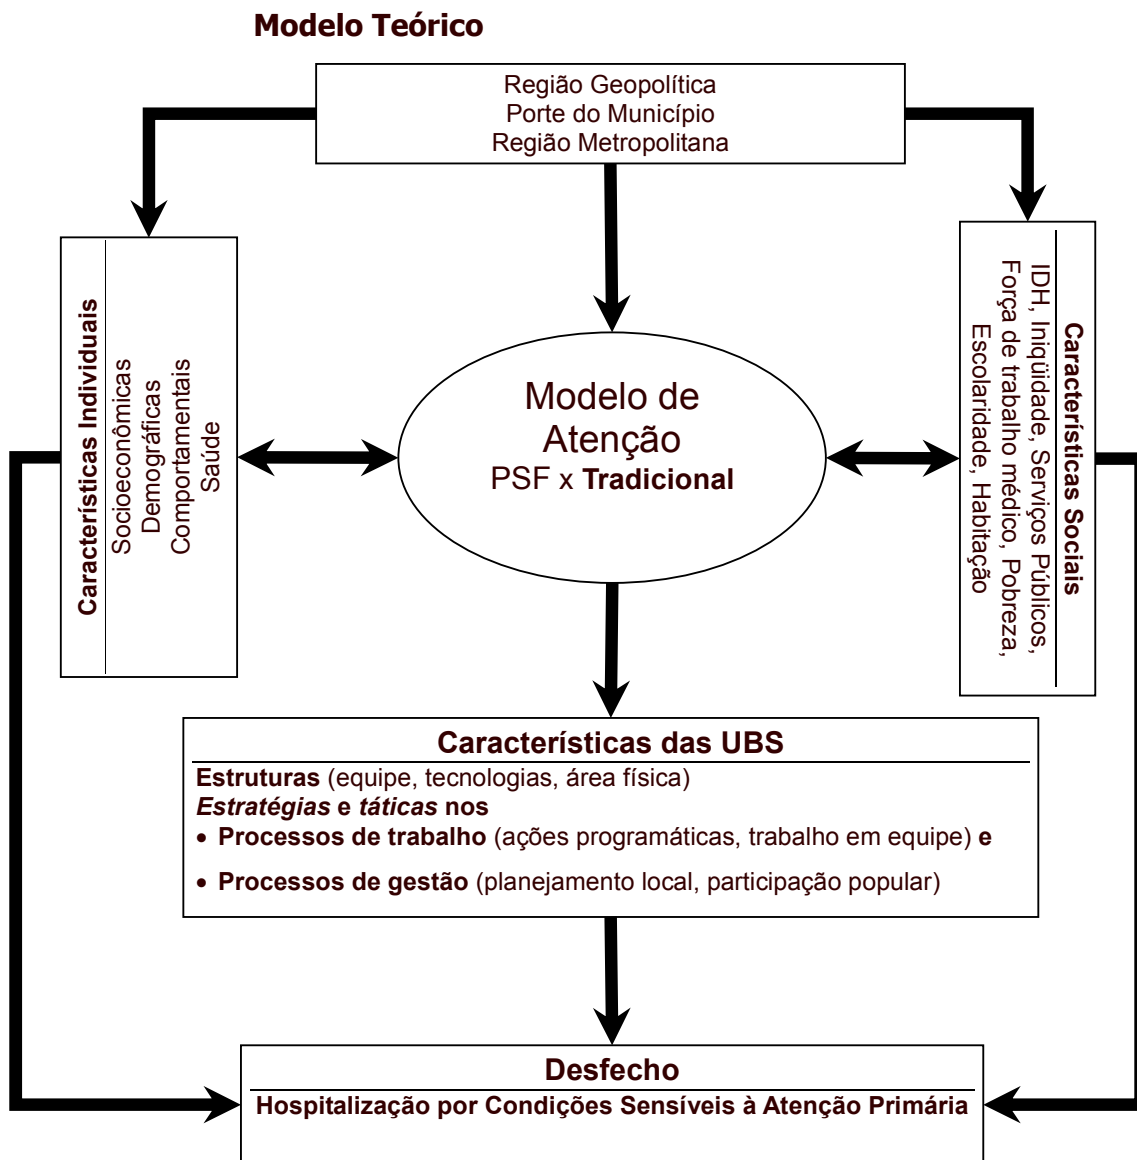 Modelo Teórico
Região Geopolítica
Porte do Município
Região Metropolitana
Características Individuais
Socioeconômicas
Demográficas
Comportamentais
Saúde
Modelo de
Atenção
PSF x Tradicional
Características Sociais
IDH, Iniqüidade, Serviços Públicos,
Força de trabalho médico, Pobreza,
Escolaridade, Habitação
Características das UBS
Estruturas (equipe, tecnologias, área física)
Estratégias e táticas nos
• Processos de trabalho (ações programáticas, trabalho em equipe) e
• Processos de gestão (planejamento local, participação popular)
Desfecho
Hospitalização por Condições Sensíveis à Atenção Primária